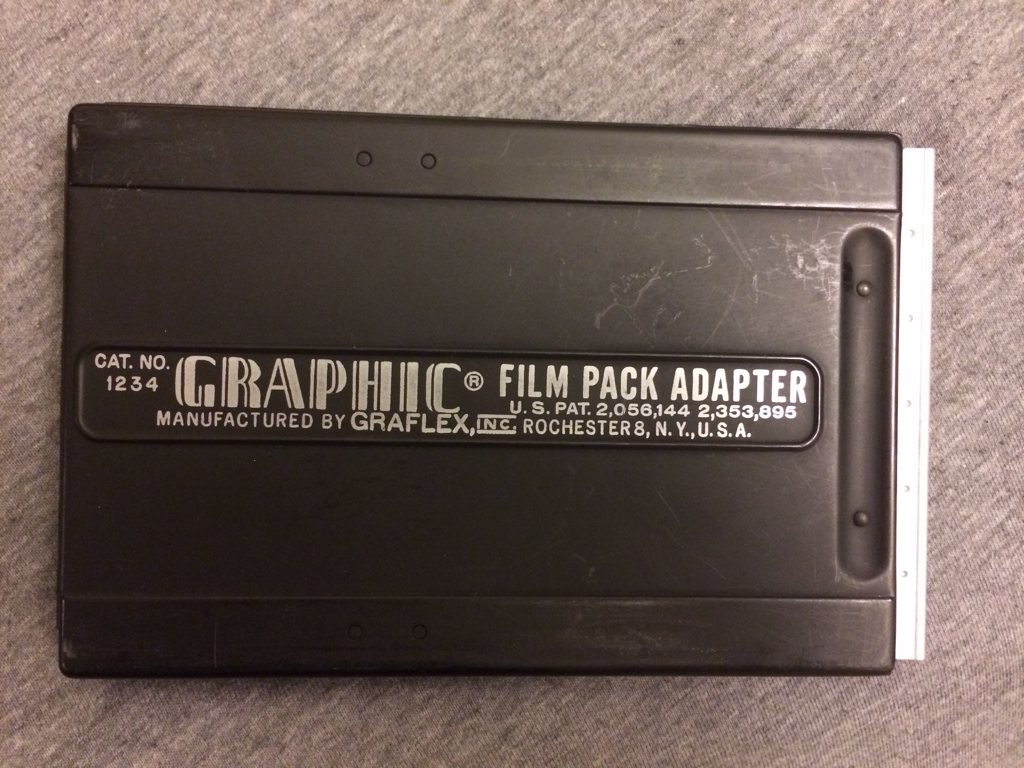 CAT. NO. GRAPHIC® FILM PACK ADAPTER
1234 U. S. PAT. 2,056,144 2,353,895
MANUFACTURED BY GRAFLEX, INC. ROCHESTER 8, N. Y., U. S. A.